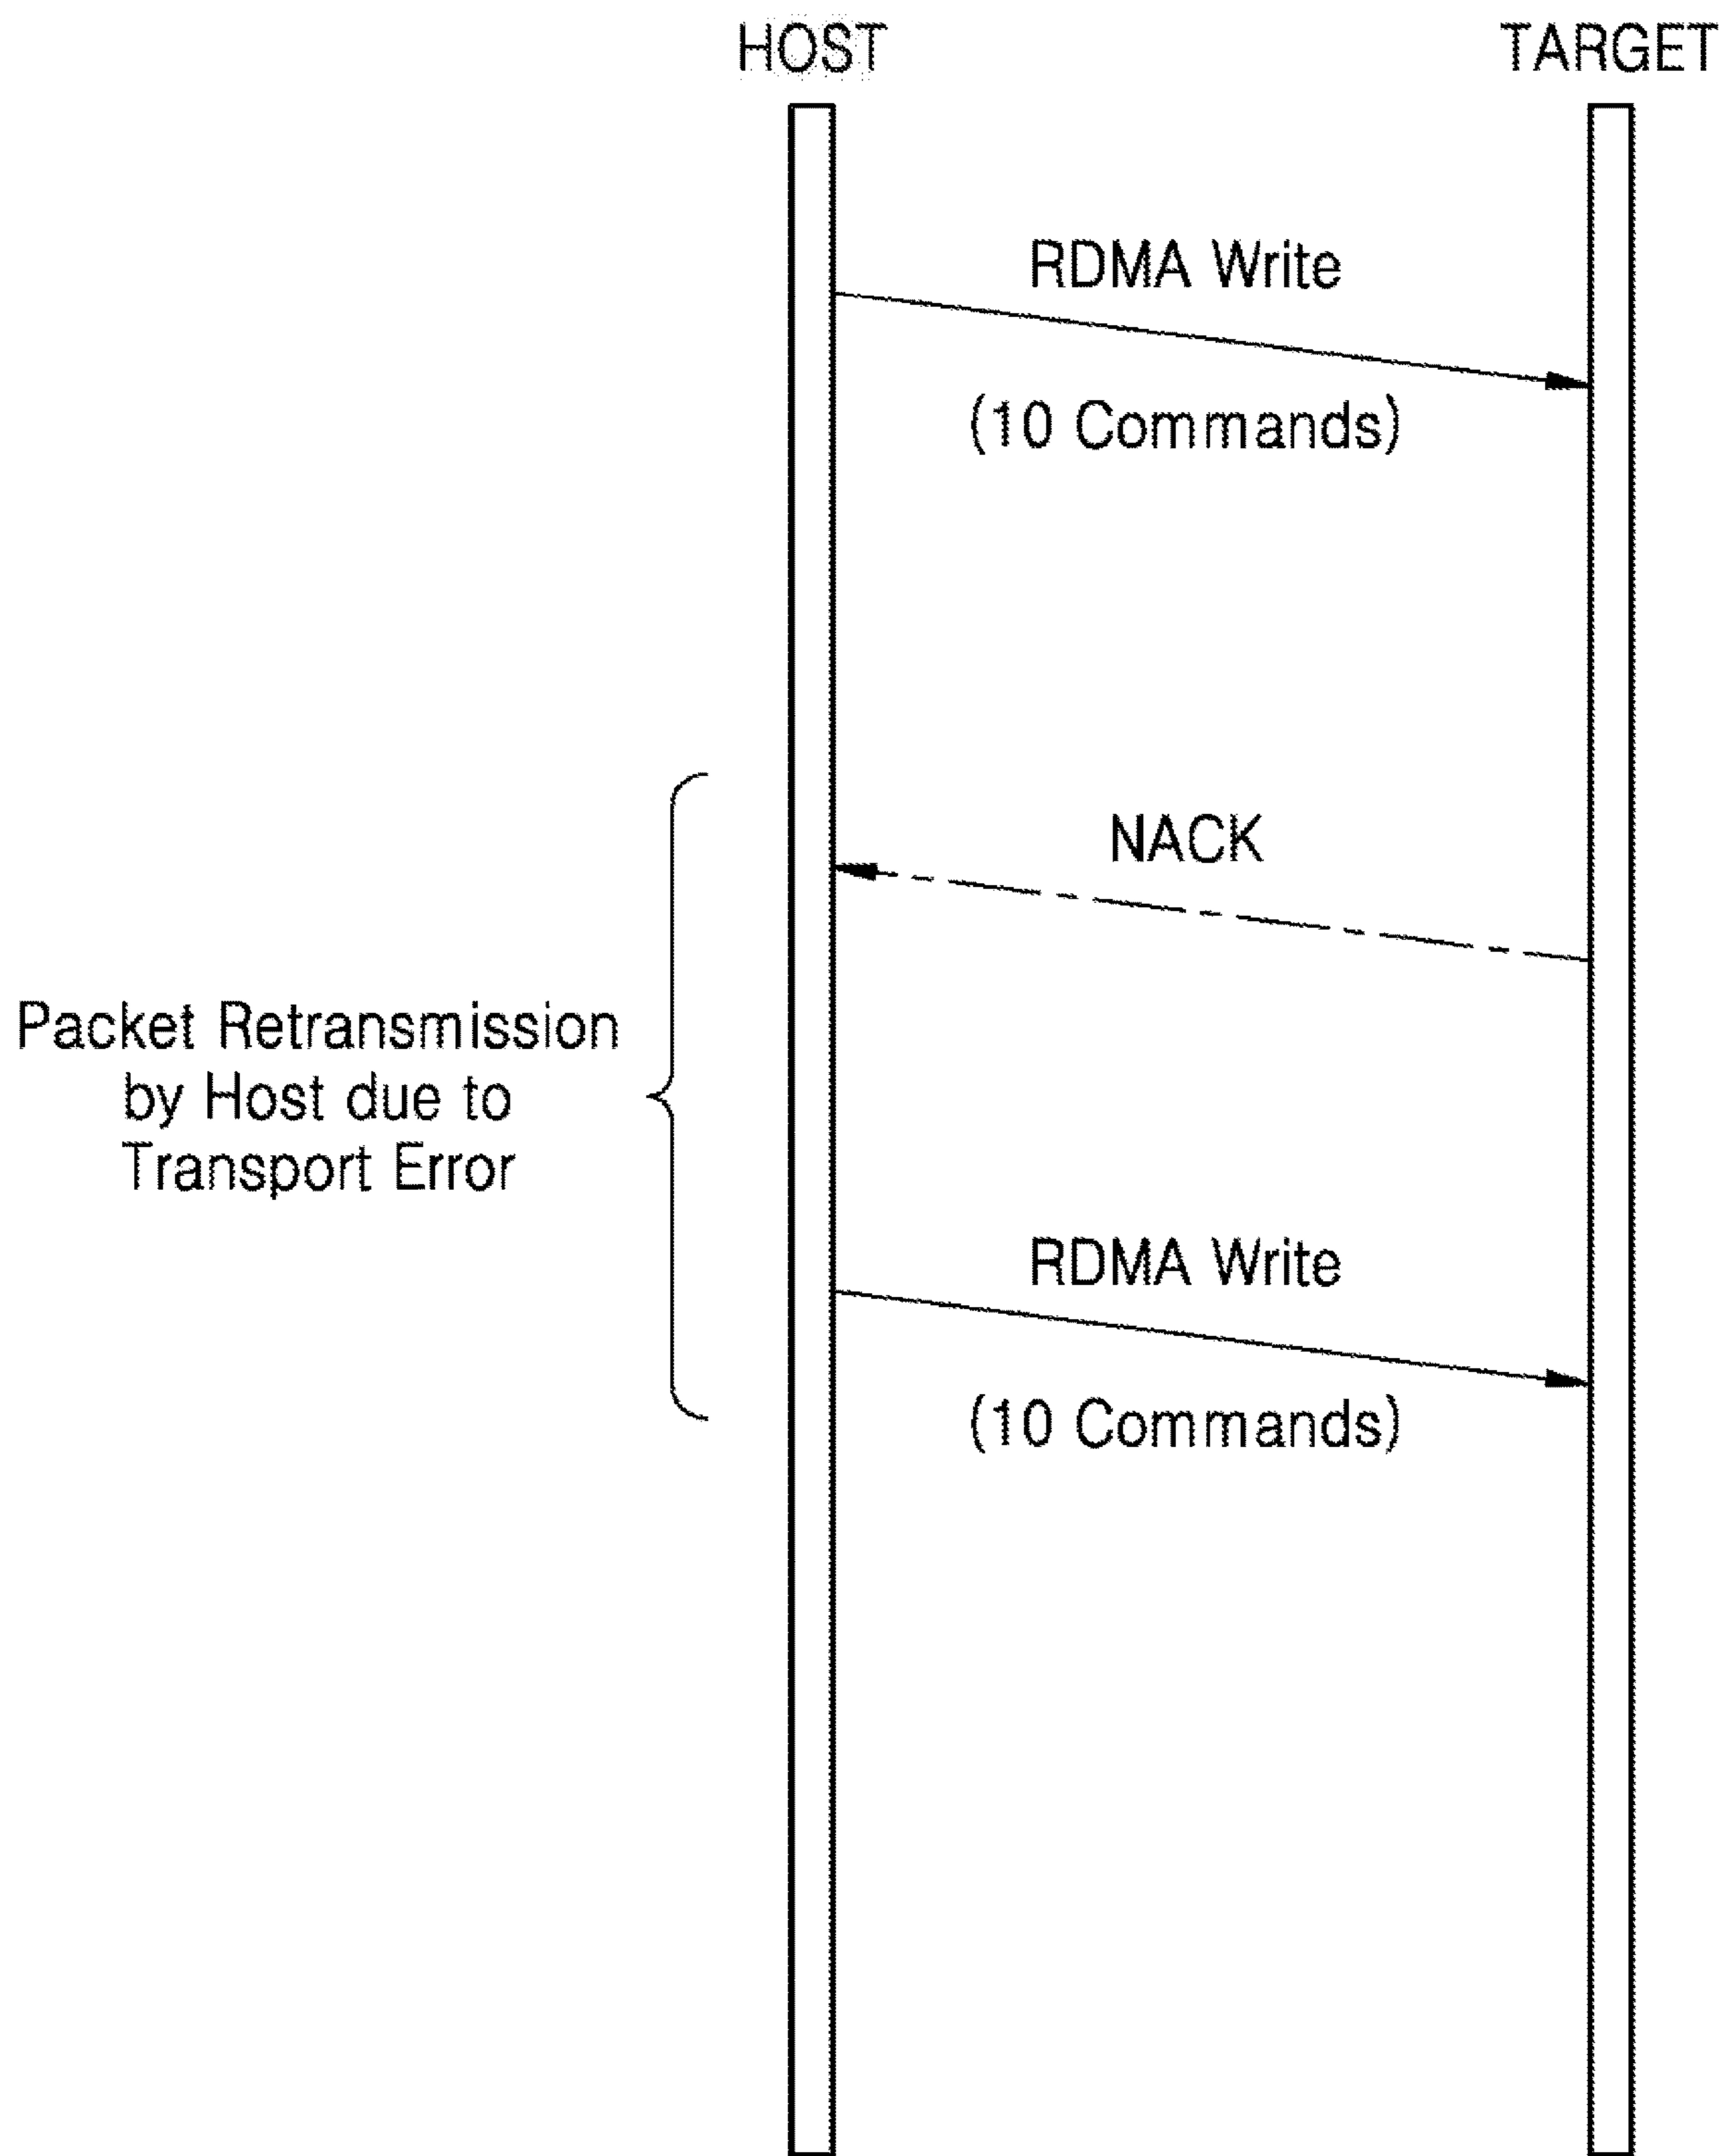 HOST
TARGET
RDMA Write
(10 Commands)
NACK
Packet Retransmission
by Host due to
Transport Error
RDMA Write
(10 Commands)